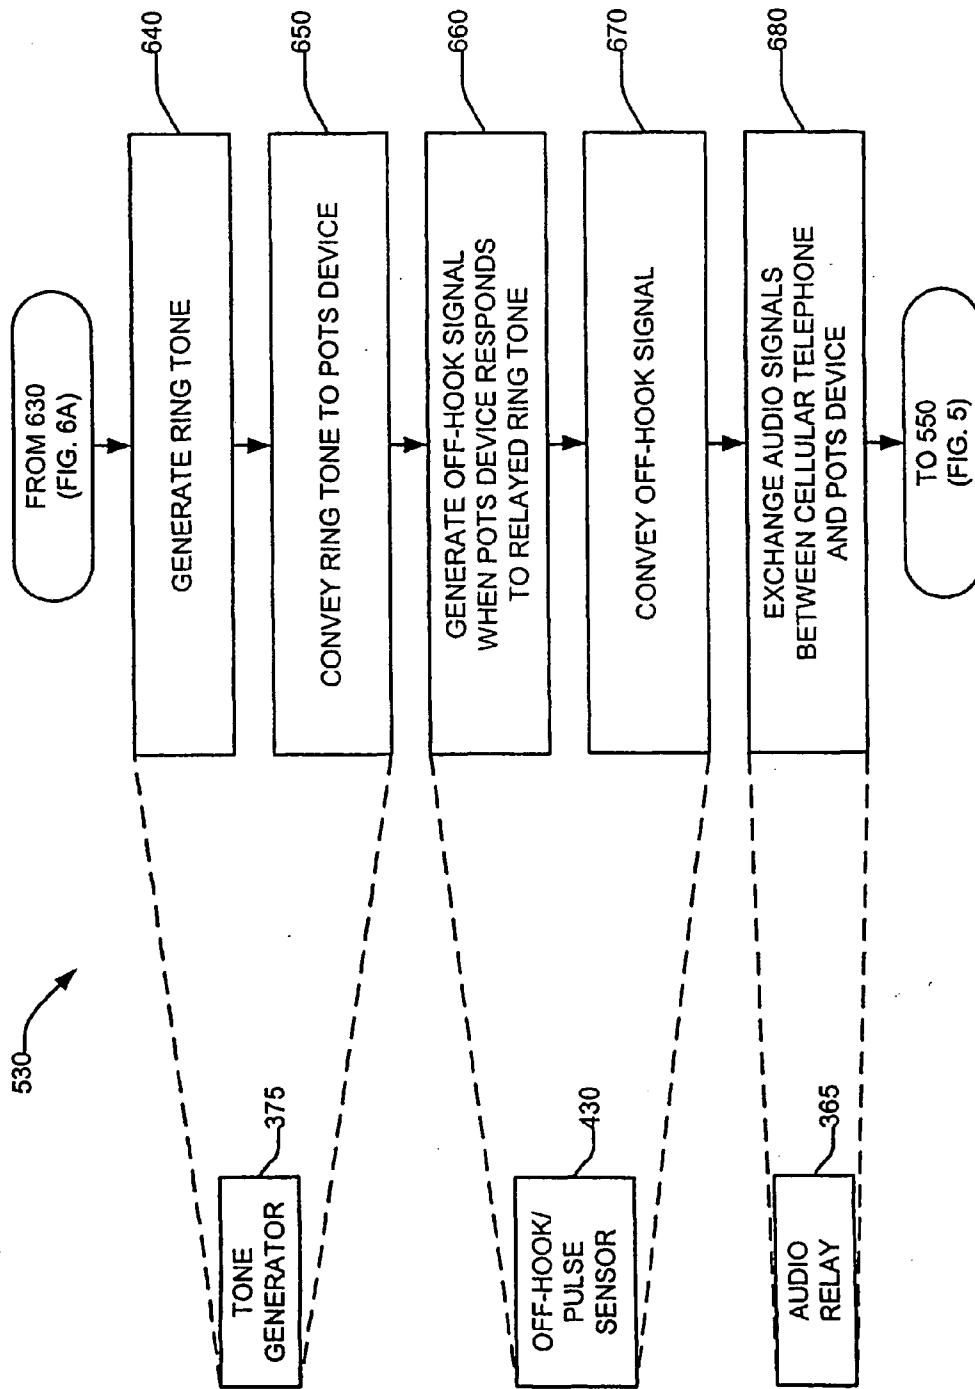 530
FROM 630
(FIG. 6A)
640
GENERATE RING TONE
650
CONVEY RING TONE TO POTS DEVICE
TONE
GENERATOR
375
660
GENERATE OFF-HOOK SIGNAL
WHEN POTS DEVICE RESPONDS
TO RELAYED RING TONE
670
CONVEY OFF-HOOK SIGNAL
OFF-HOOK/
PULSE
SENSOR
430
680
EXCHANGE AUDIO SIGNALS
BETWEEN CELLULAR TELEPHONE
AND POTS DEVICE
AUDIO
RELAY
365
TO 550
(FIG. 5)